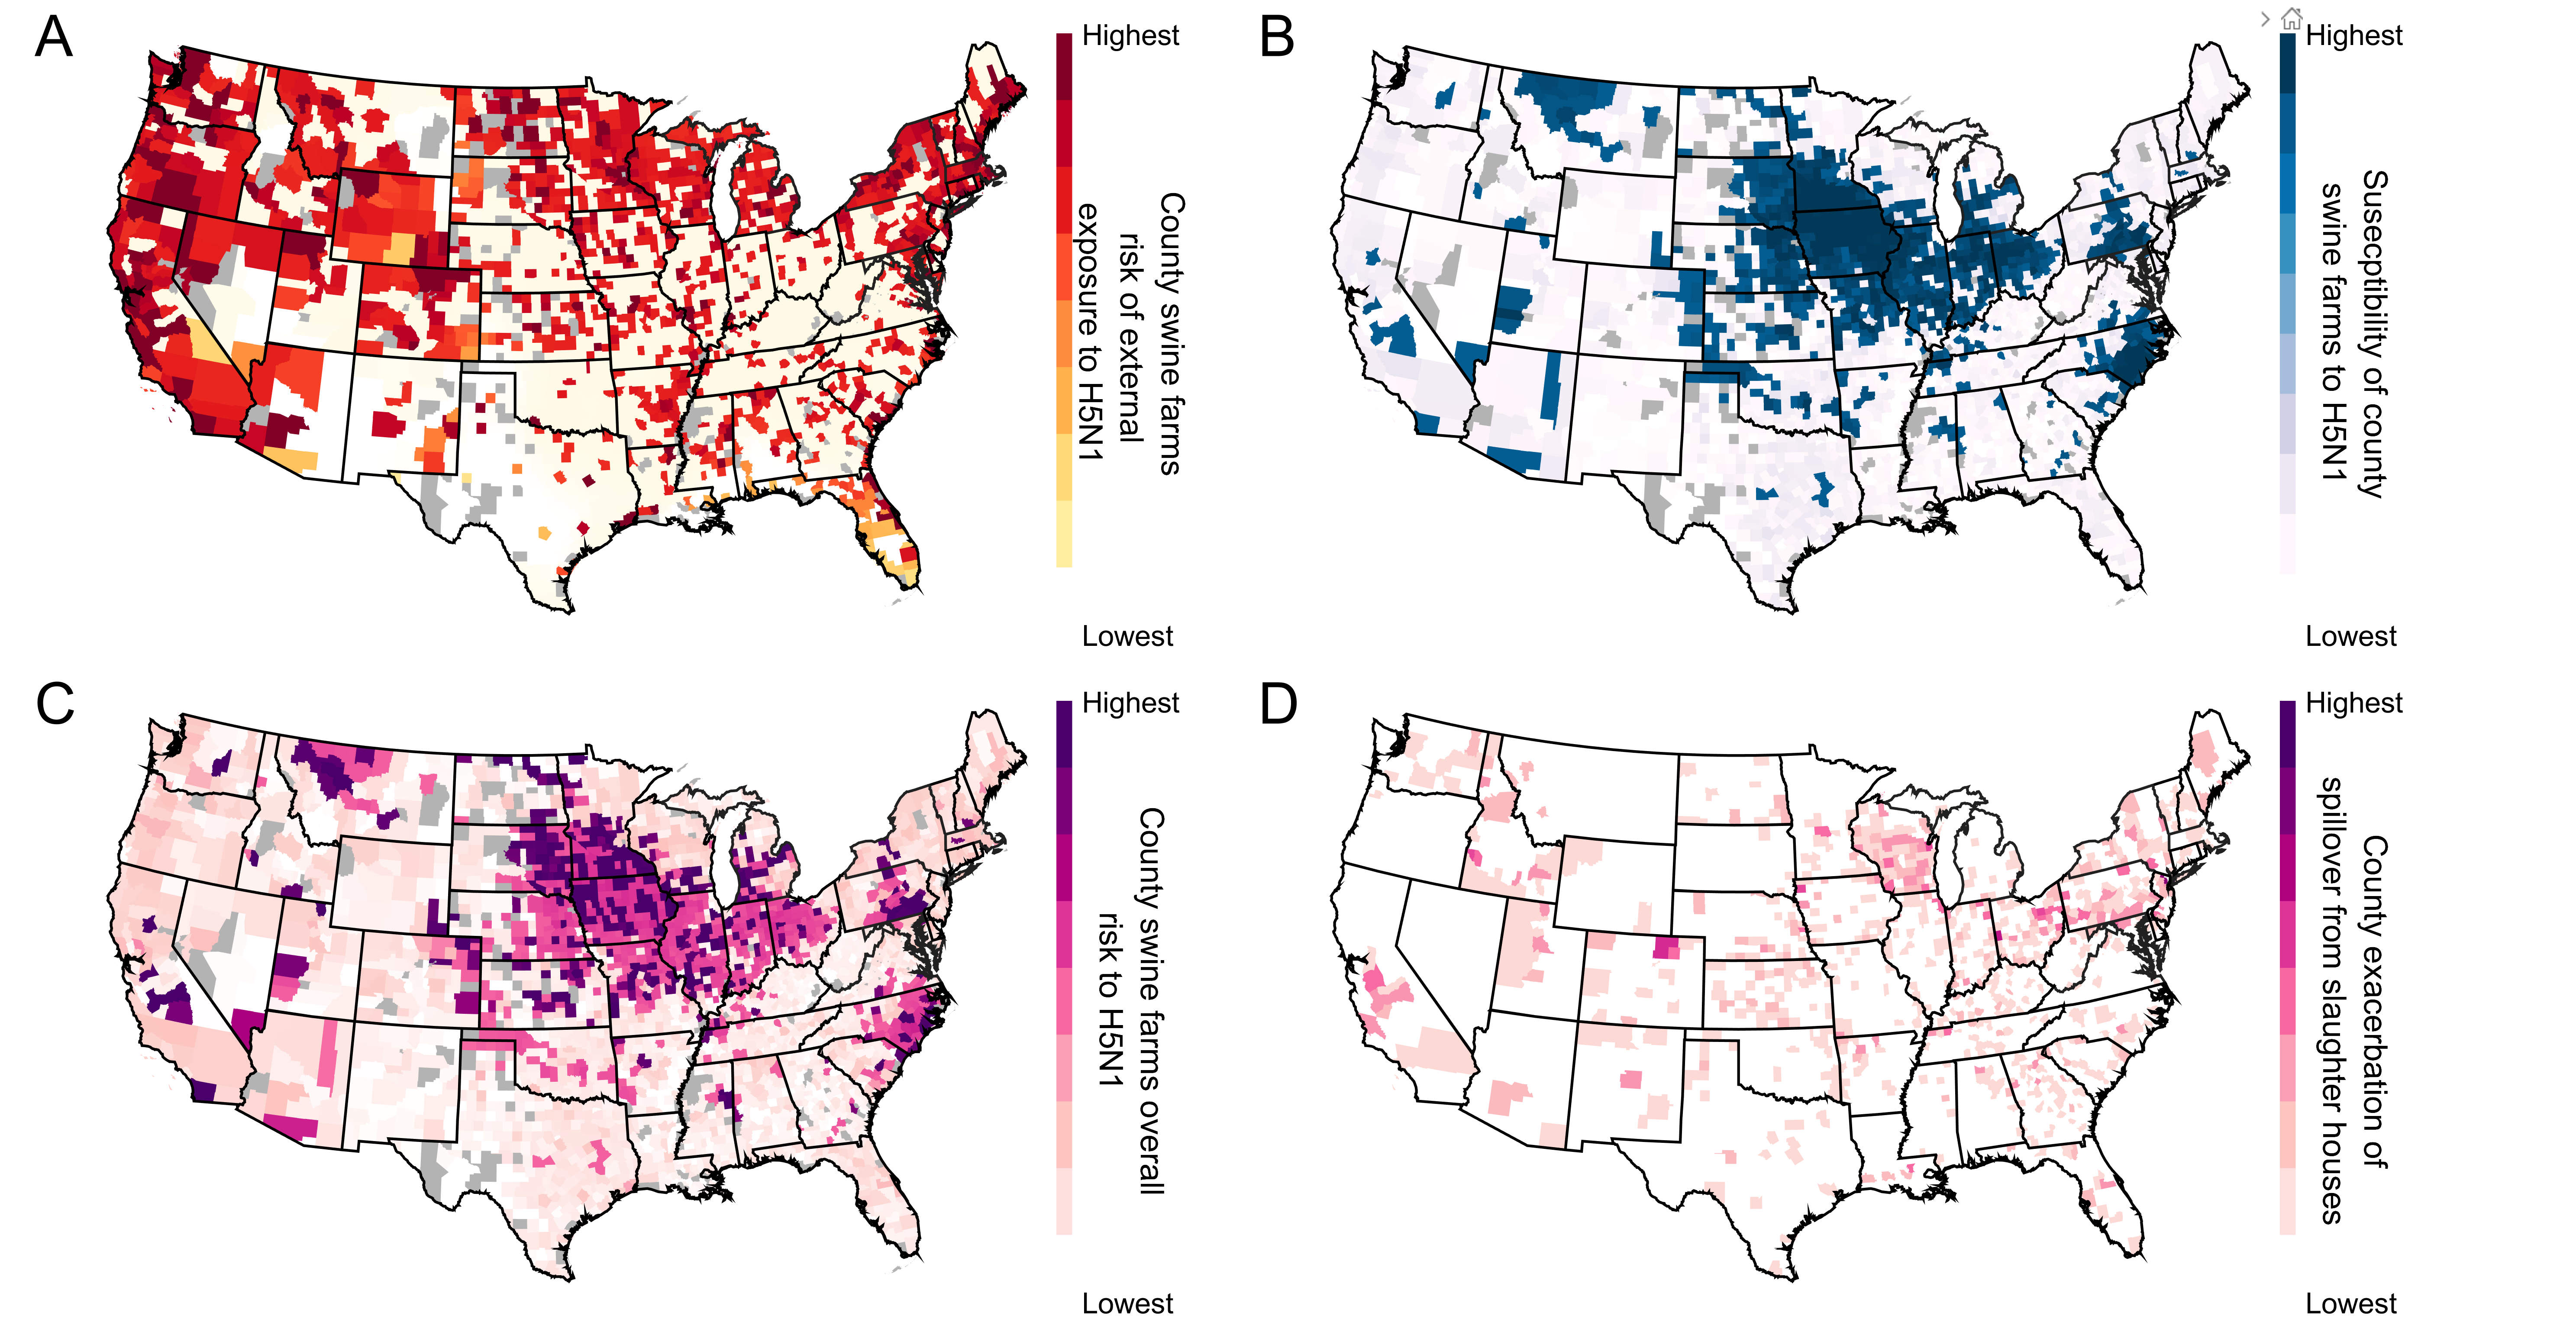 A
Highest
County swine farms
risk of external
exposure to H5N1
Lowest
B
Highest
Susecptibility of county
swine farms to H5N1
Lowest
C
Highest
County swine farms overall
risk to H5N1
Lowest
D
Highest
County exacerbation of
spillover from slaughter houses
Lowest